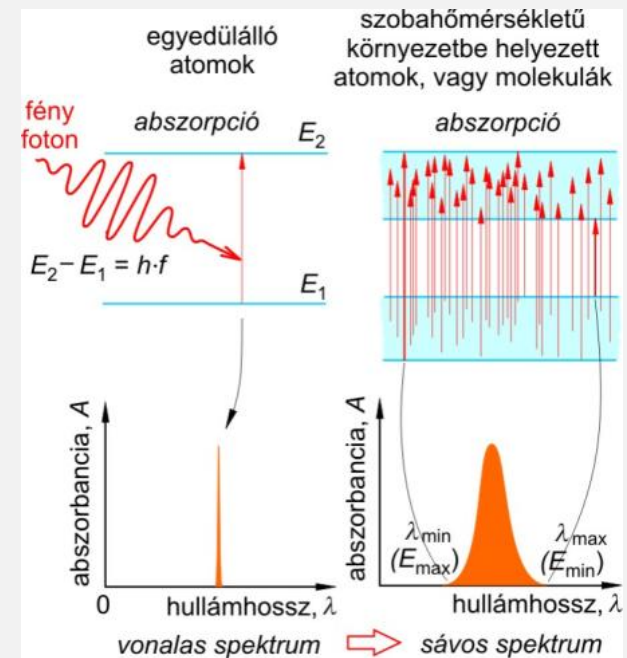 egyedülálló
atomok
fény
foton
abszorpció
E₂
E₂ – E₁ = h·f
E₁
abszorbancia, A
0
hullámhossz, λ
vonalas spektrum
szobahőmérsékletű
környezetbe helyezett
atomok, vagy molekulák
abszorpció
abszorbancia, A
λmin
(Emax)
λmax
(Emin)
hullámhossz, λ
sávos spektrum